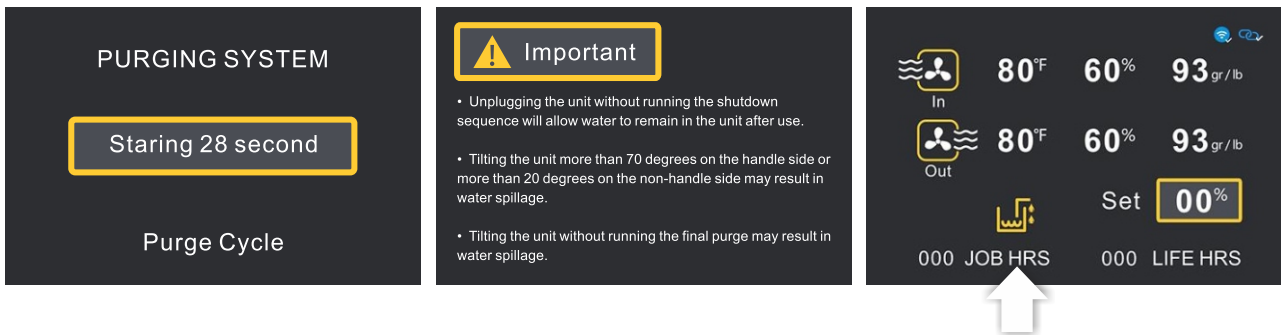 PURGING SYSTEM
Staring 28 second
Purge Cycle
Important
• Unplugging the unit without running the shutdown
sequence will allow water to remain in the unit after use.
• Tilting the unit more than 70 degrees on the handle side or
more than 20 degrees on the non-handle side may result in
water spillage.
• Tilting the unit without running the final purge may result in
water spillage.
80°F 60% 93 gr/lb
In
80°F 60% 93 gr/lb
Out
Set 00%
000 JOB HRS 000 LIFE HRS